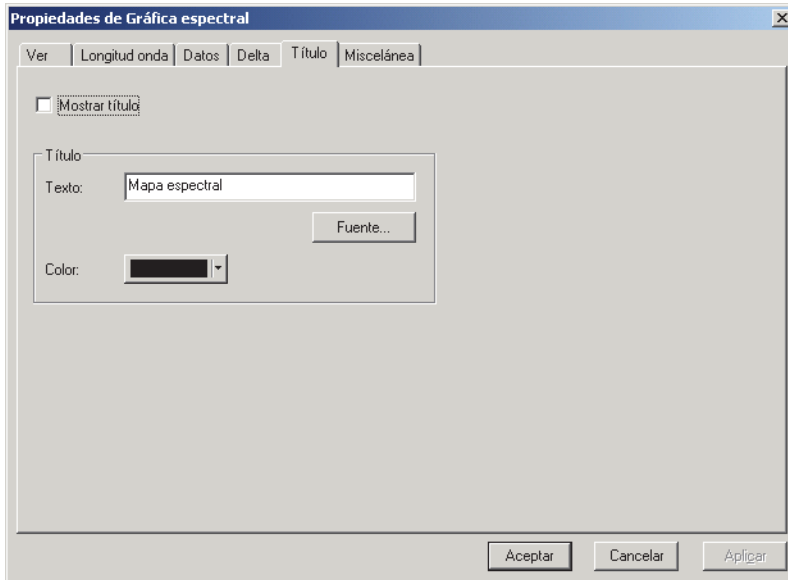 Propiedades de Gráfica espectral
Ver Longitud onda Datos Delta Título Miscelánea
Mostrar título
Título
Texto: Mapa espectral
Fuente...
Color:
Aceptar Cancelar Aplicar